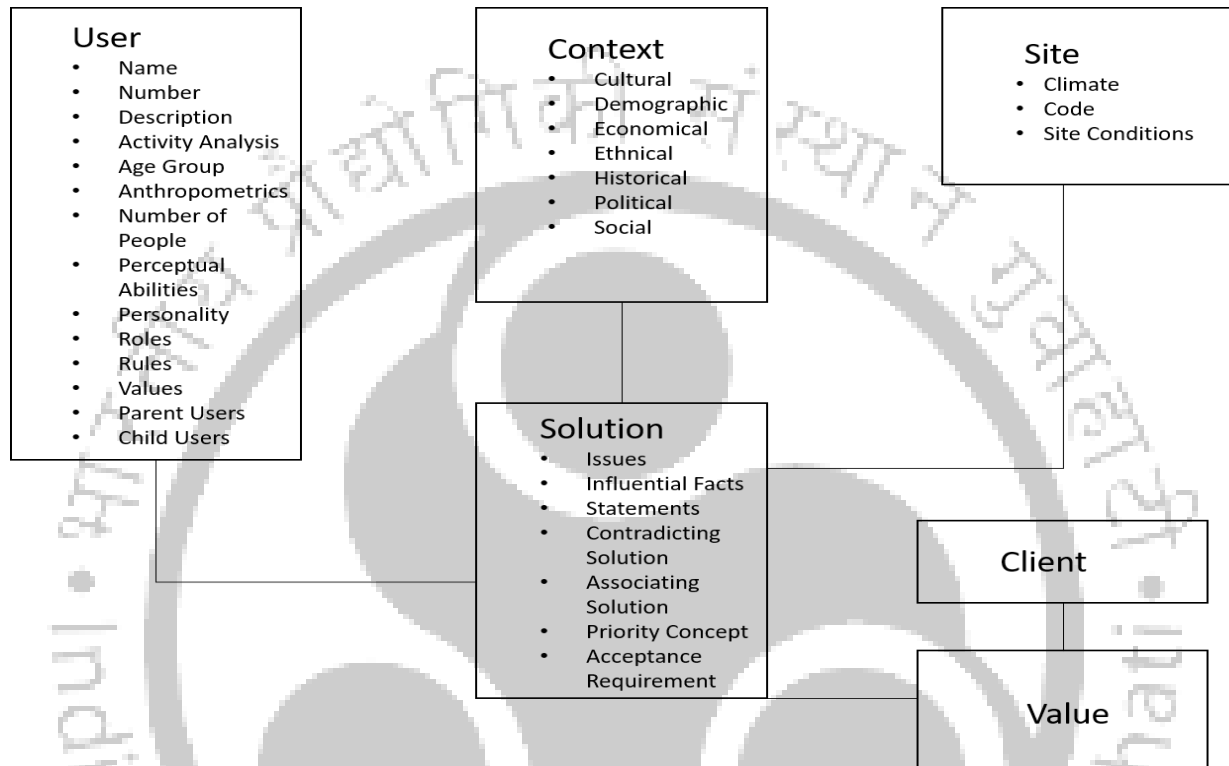 User
• Name
• Number
• Description
• Activity Analysis
• Age Group
• Anthropometrics
• Number of
People
• Perceptual
Abilities
• Personality
• Roles
• Rules
• Values
• Parent Users
• Child Users
Context
• Cultural
• Demographic
• Economical
• Ethnical
• Historical
• Political
• Social
Site
• Climate
• Code
• Site Conditions
Solution
• Issues
• Influential Facts
• Statements
• Contradicting
Solution
• Associating
Solution
• Priority Concept
• Acceptance
Requirement
Client
Value